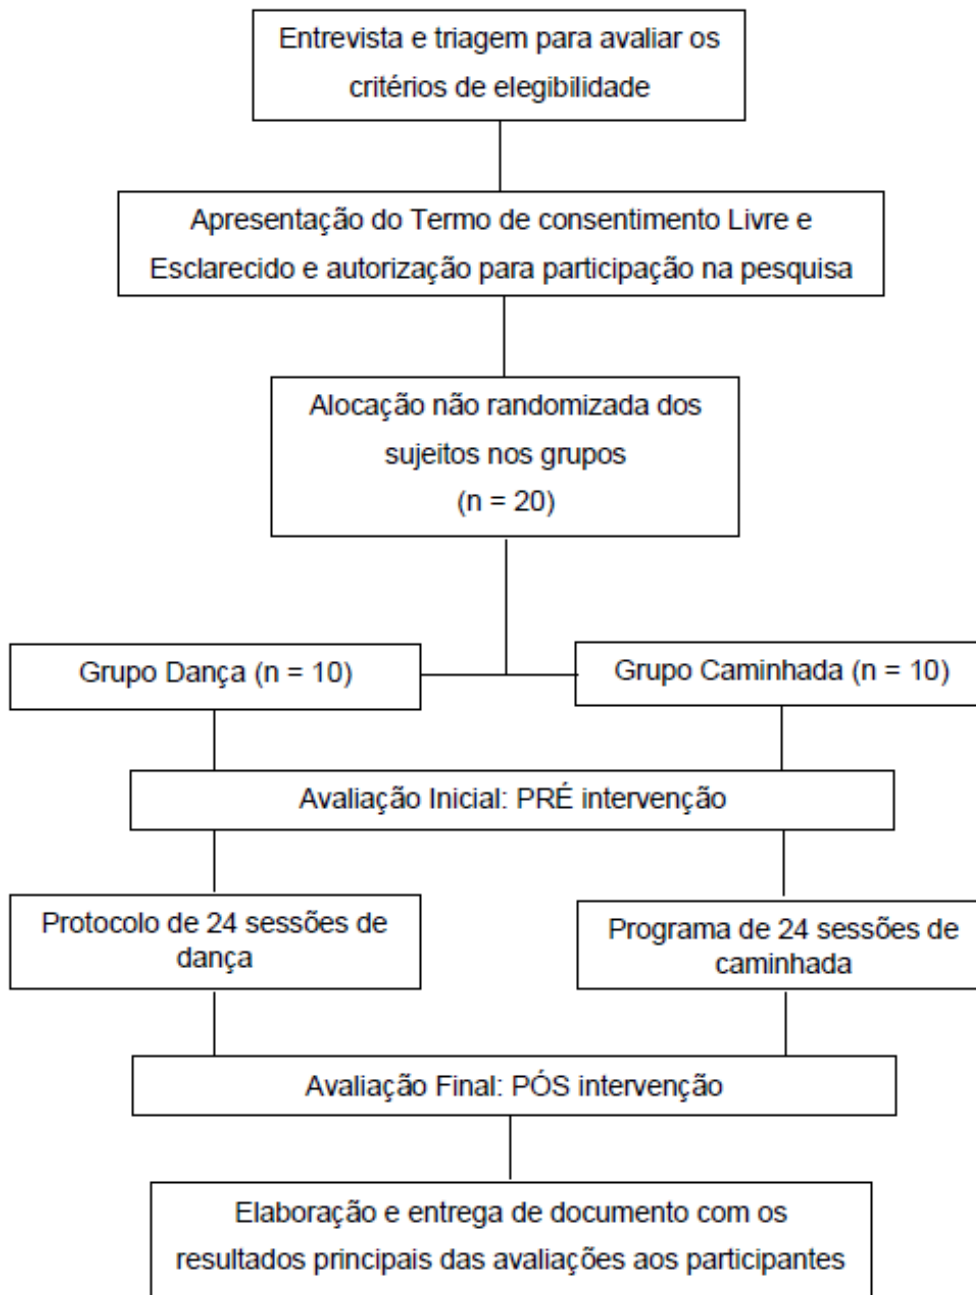 Entrevista e triagem para avaliar os
critérios de elegibilidade
Apresentação do Termo de consentimento Livre e
Esclarecido e autorização para participação na pesquisa
Alocação não randomizada dos
sujeitos nos grupos
(n = 20)
Grupo Dança (n = 10)
Grupo Caminhada (n = 10)
Avaliação Inicial: PRÉ intervenção
Protocolo de 24 sessões de
dança
Programa de 24 sessões de
caminhada
Avaliação Final: PÓS intervenção
Elaboração e entrega de documento com os
resultados principais das avaliações aos participantes